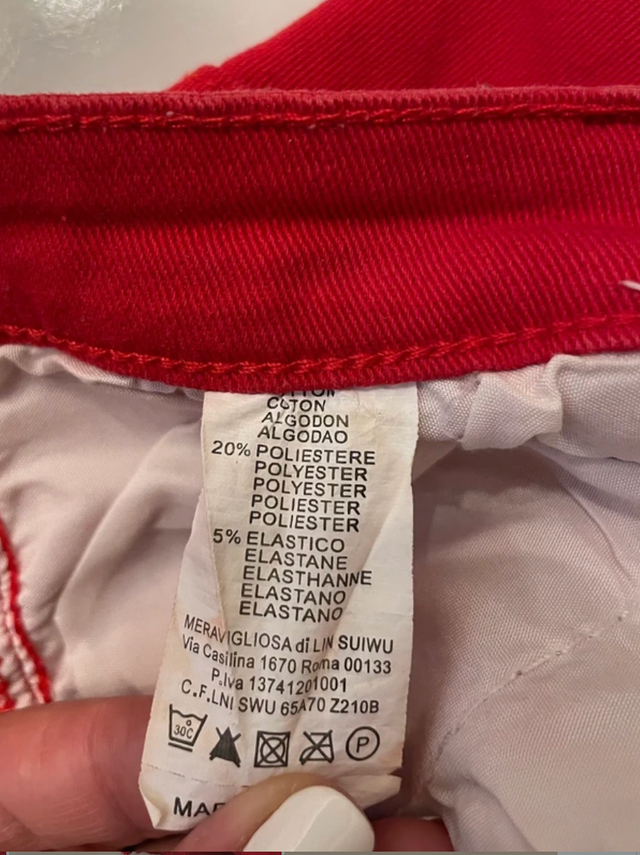 COTON
ALGODON
ALGODAO
20% POLIESTERE
POLYESTER
POLYESTER
POLIESTER
POLIESTER
5% ELASTICO
ELASTANE
ELASTHANNE
ELASTANO
ELASTANO
MERAVIGLIOSA di LIN SUIWU
Via Casilina 1670 Roma 00133
P.Iva 13741201001
C.F.LNI SWU 65A70 Z210B
30C
P